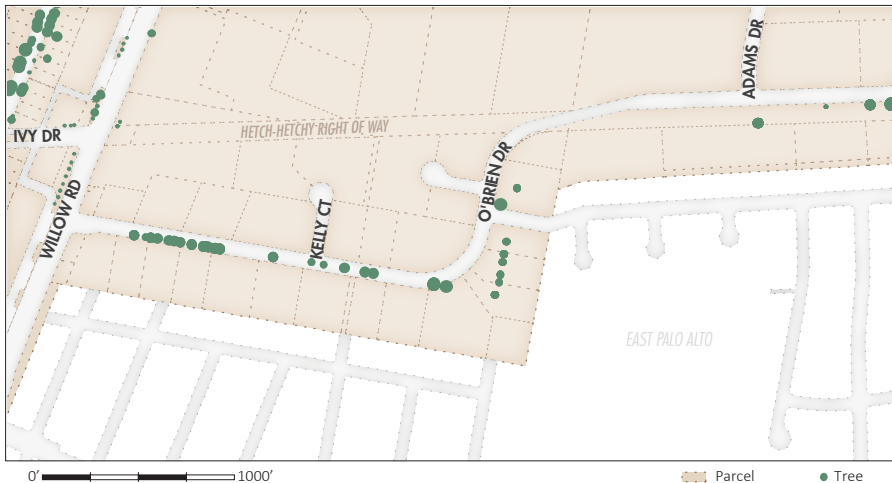 ADAMS DR
IVY DR
HETCH-HETCHY RIGHT OF WAY
O'BRIEN DR
WILLOW RD
KELLY CT
EAST PALO ALTO
0' 1000' Parcel Tree